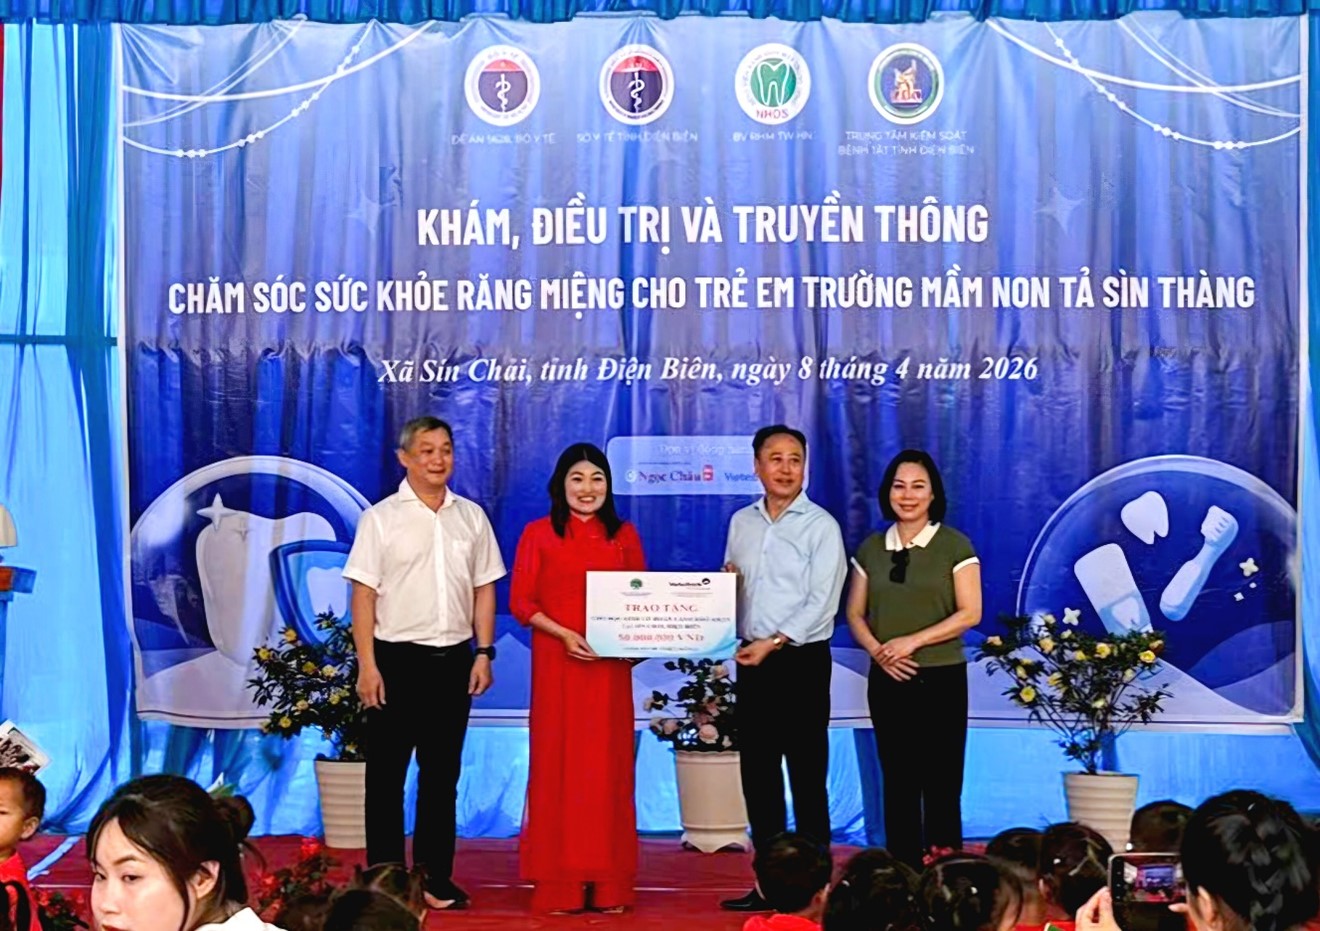 NHOS
ĐỀ ÁN 5628, BỘ Y TẾ
SỞ Y TẾ TỈNH ĐIỆN BIÊN
BV RHM TW HN
TRUNG TÂM KIỂM SOÁT
BỆNH TẬT TỈNH ĐIỆN BIÊN
KHÁM, ĐIỀU TRỊ VÀ TRUYỀN THÔNG
CHĂM SÓC SỨC KHỎE RĂNG MIỆNG CHO TRẺ EM TRƯỜNG MẦM NON TẢ SÌN THÀNG
Xã Sín Chải, tỉnh Điện Biên, ngày 8 tháng 4 năm 2026
Ngọc Châu
TRAO TẶNG
50.000.000 VNĐ